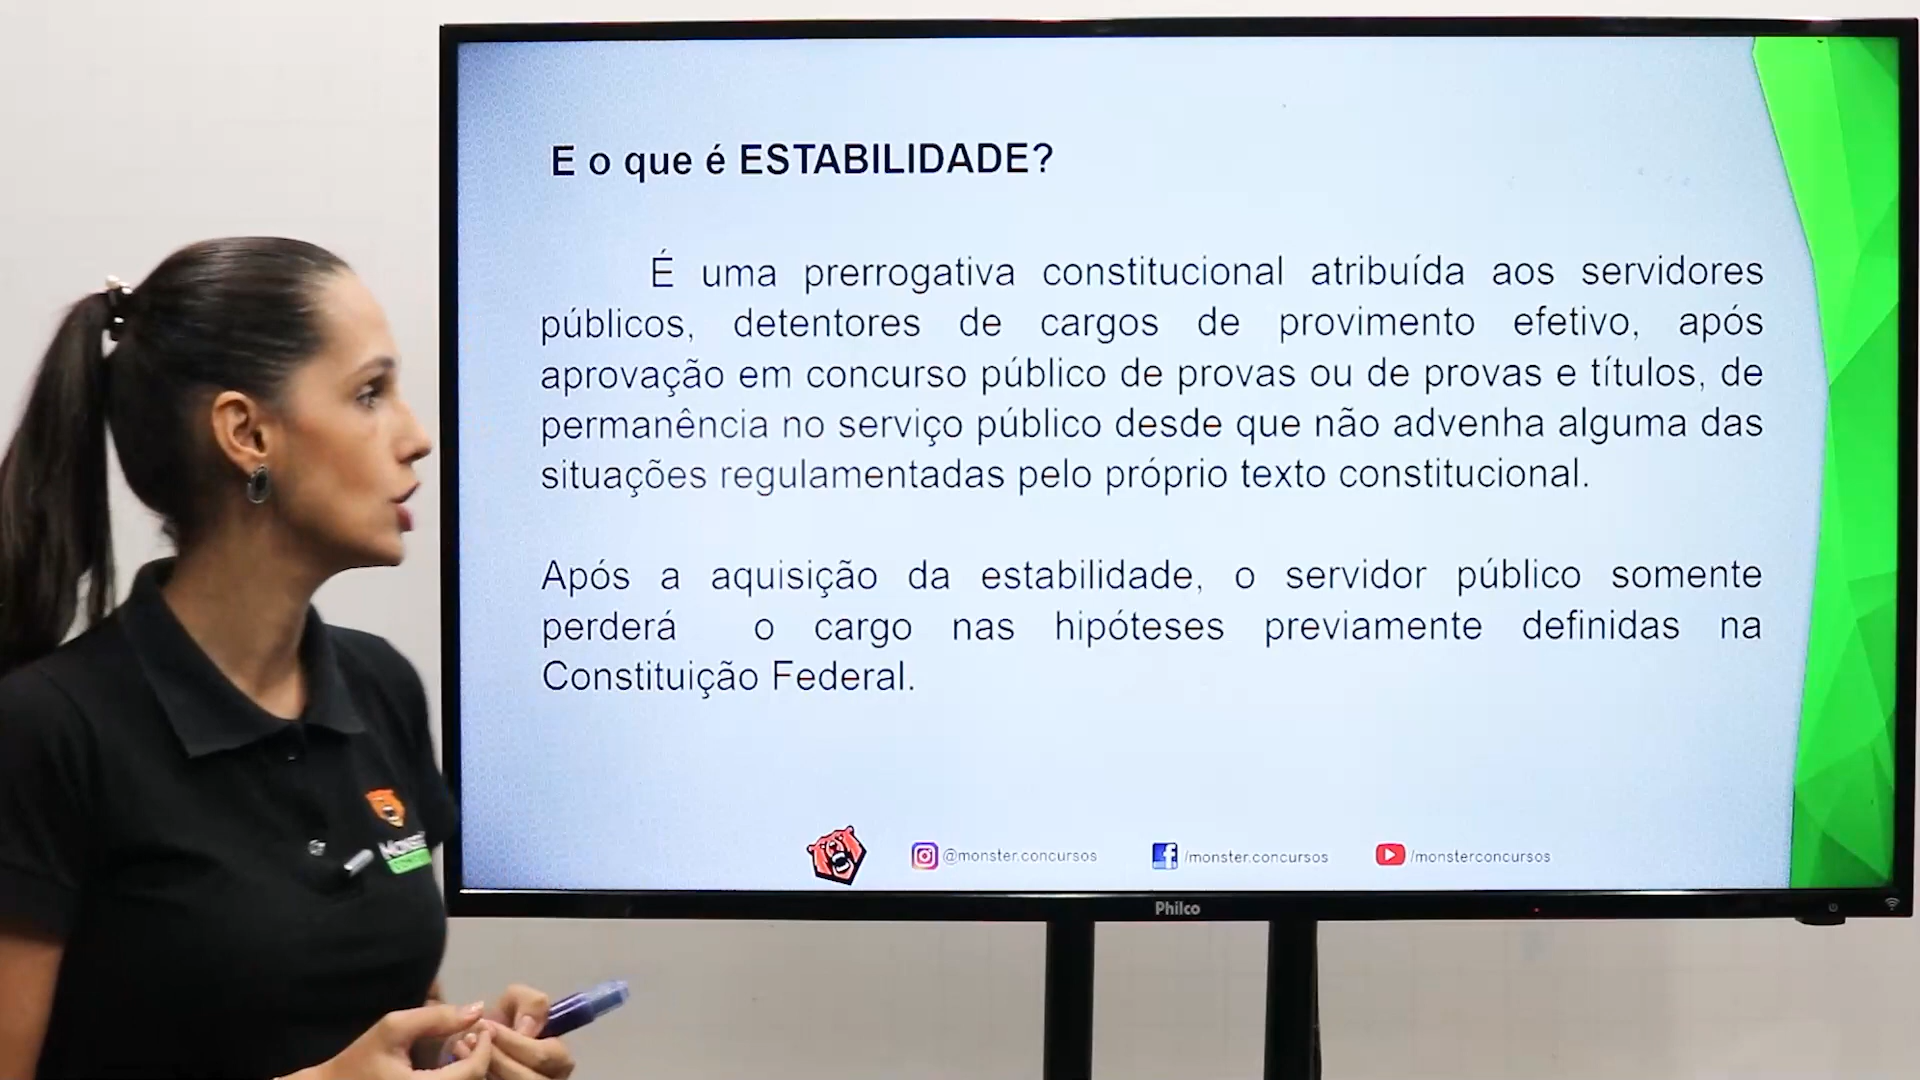 E o que é ESTABILIDADE?
É uma prerrogativa constitucional atribuída aos servidores
públicos, detentores de cargos de provimento efetivo, após
aprovação em concurso público de provas ou de provas e títulos, de
permanência no serviço público desde que não advenha alguma das
situações regulamentadas pelo próprio texto constitucional.
Após a aquisição da estabilidade, o servidor público somente
perderá o cargo nas hipóteses previamente definidas na
Constituição Federal.
@monster.concursos
/monster.concursos
/monsterconcursos
Philco